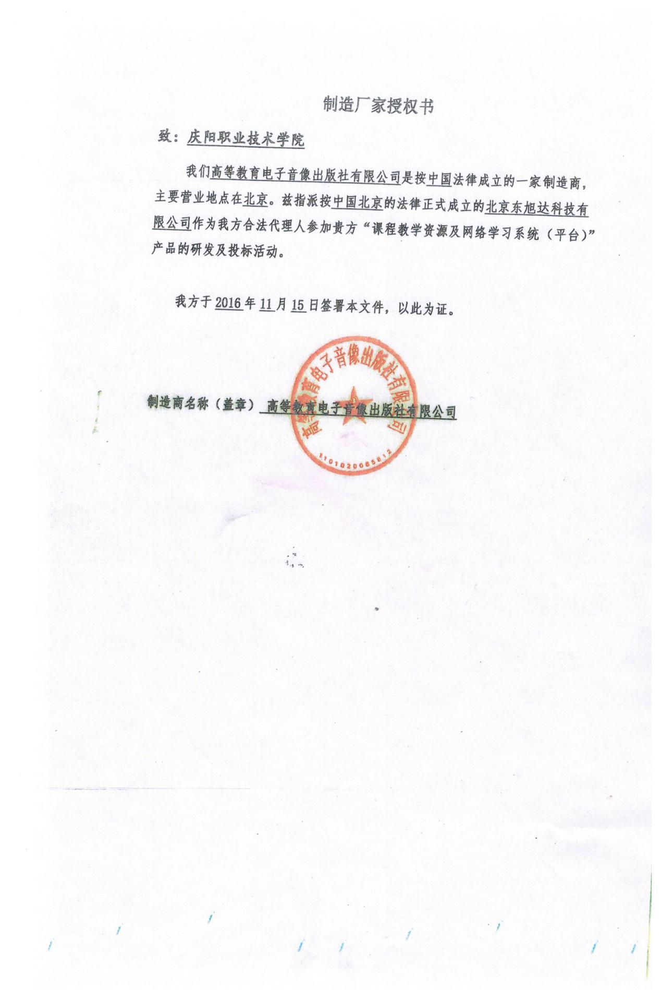 制造厂家授权书
致：庆阳职业技术学院
我们高等教育电子音像出版社有限公司是按中国法律成立的一家制造商，
主要营业地点在北京。兹指派按中国北京的法律正式成立的北京东旭达科技有
限公司作为我方合法代理人参加贵方“课程教学资源及网络学习系统（平台）”
产品的研发及投标活动。
我方于 2016 年 11 月 15 日签署本文件，以此为证。
高等教育电子音像出版社有限公司
制造商名称（盖章） 高等教育电子音像出版社有限公司